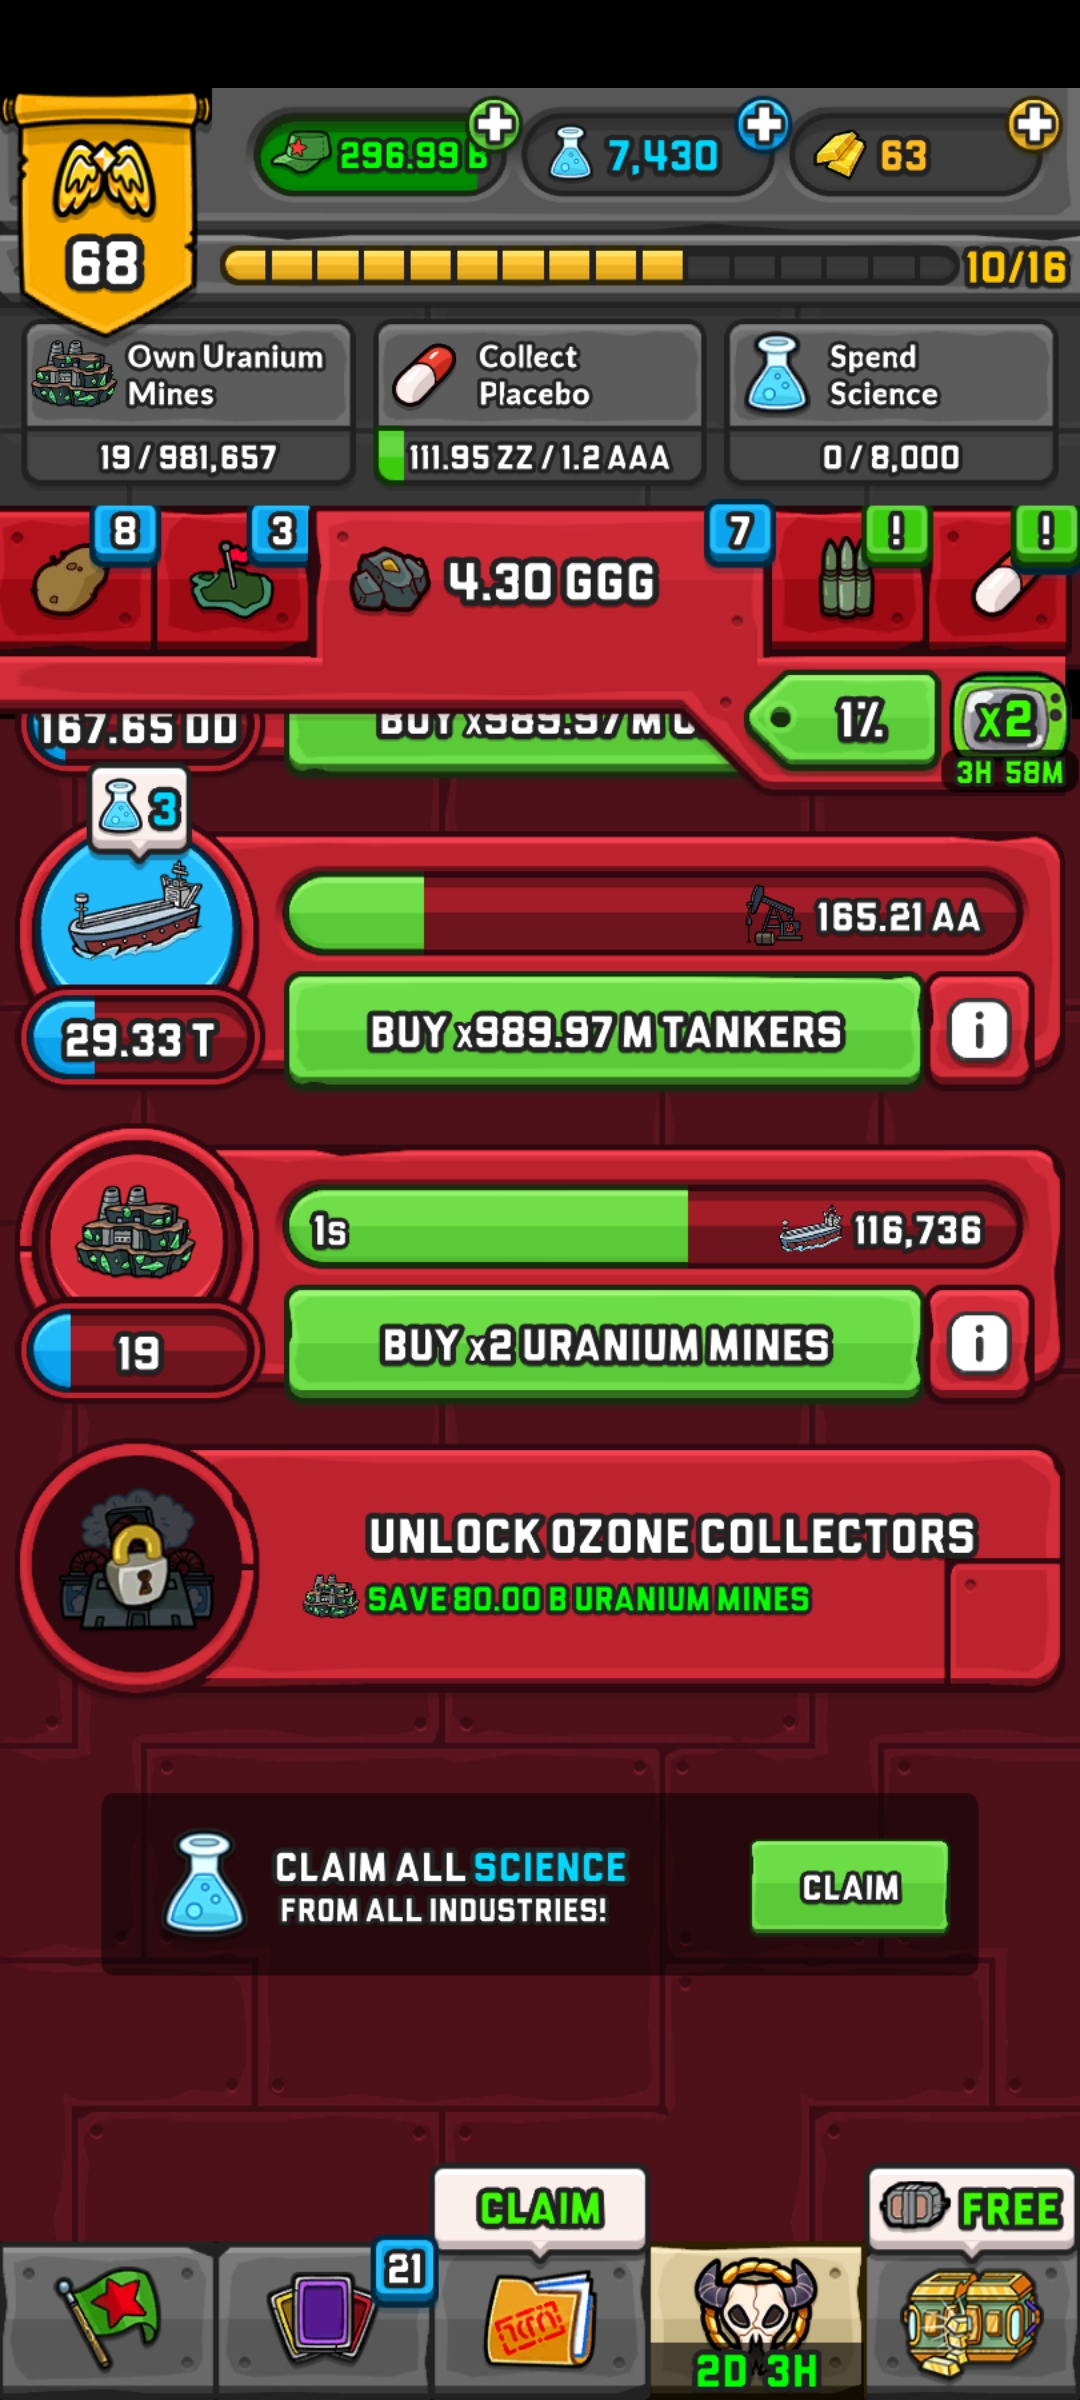 296.99 B
7,430
63
68
10/16
Own Uranium
Mines
Collect
Placebo
Spend
Science
19 / 981,657
111.95 ZZ / 1.2 AAA
0 / 8,000
8
3
4.30 GGG
7
!
!
1%
x2
3H 58M
167.65 DD
BUY x989.97 M
3
165.21 AA
29.33 T
BUY x989.97 M TANKERS
i
1s
116,736
19
BUY x2 URANIUM MINES
i
UNLOCK OZONE COLLECTORS
SAVE 80.00 B URANIUM MINES
CLAIM ALL SCIENCE
FROM ALL INDUSTRIES!
CLAIM
CLAIM
FREE
21
2D 3H